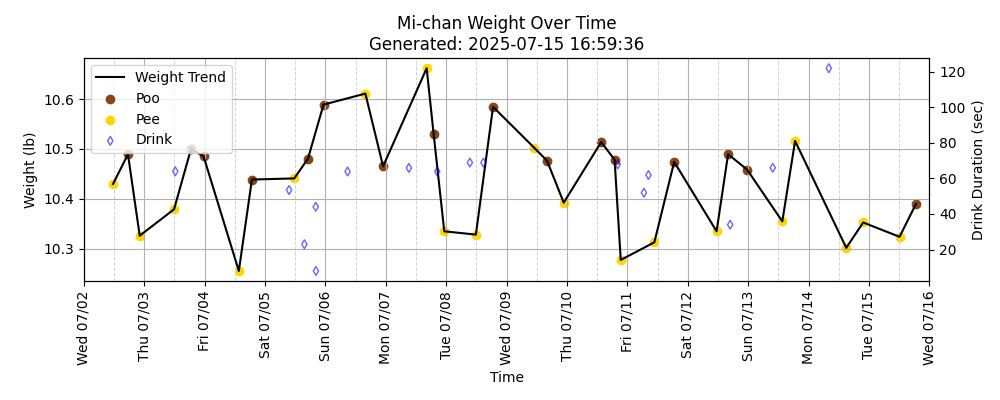 Mi-chan Weight Over Time
Generated: 2025-07-15 16:59:36
Weight Trend
Poo
Pee
Drink
Weight (lb)
10.6
10.5
10.4
10.3
120
100
80
60
40
20
Drink Duration (sec)
Wed 07/02
Thu 07/03
Fri 07/04
Sat 07/05
Sun 07/06
Mon 07/07
Tue 07/08
Wed 07/09
Thu 07/10
Fri 07/11
Sat 07/12
Sun 07/13
Mon 07/14
Tue 07/15
Wed 07/16
Time